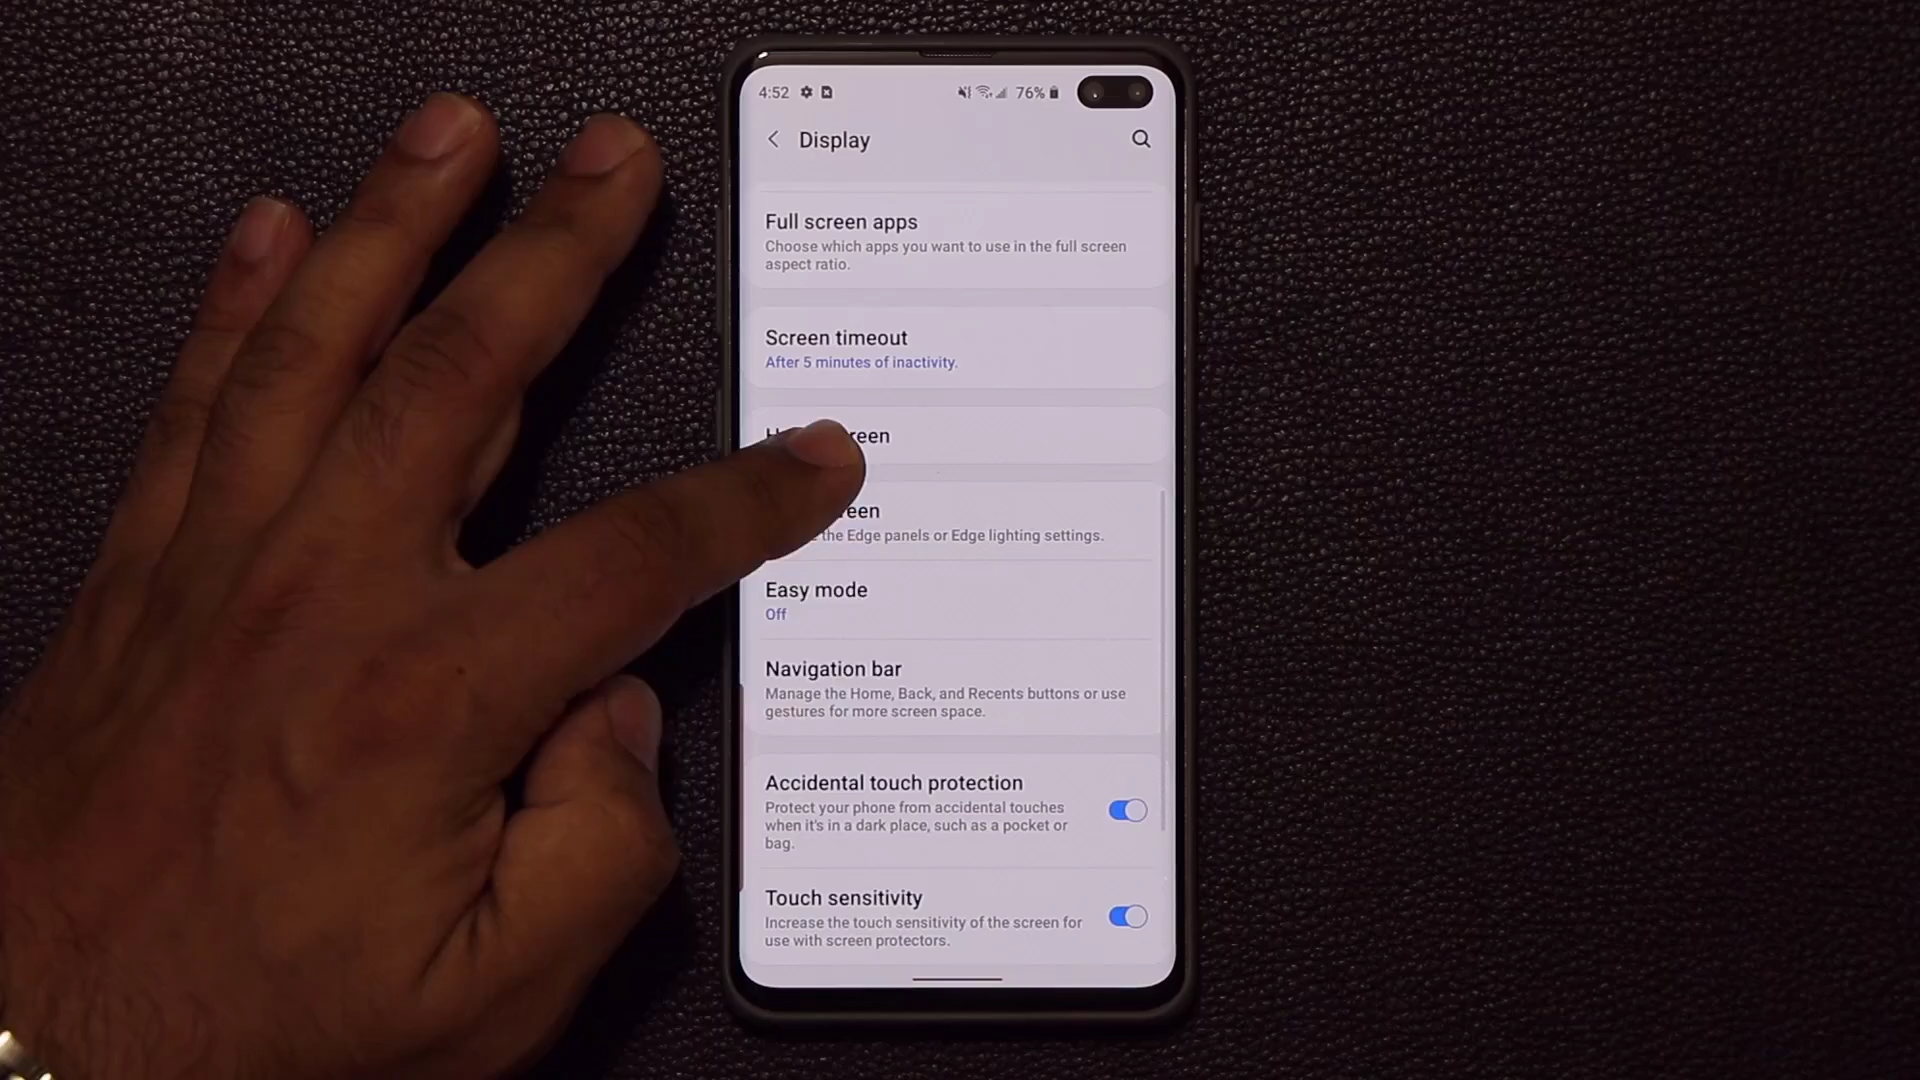 4:52 76%
Display
Full screen apps
Choose which apps you want to use in the full screen
aspect ratio.
Screen timeout
After 5 minutes of inactivity.
the Edge panels or Edge lighting settings.
Easy mode
Off
Navigation bar
Manage the Home, Back, and Recents buttons or use
gestures for more screen space.
Accidental touch protection
Protect your phone from accidental touches
when it's in a dark place, such as a pocket or
bag.
Touch sensitivity
Increase the touch sensitivity of the screen for
use with screen protectors.